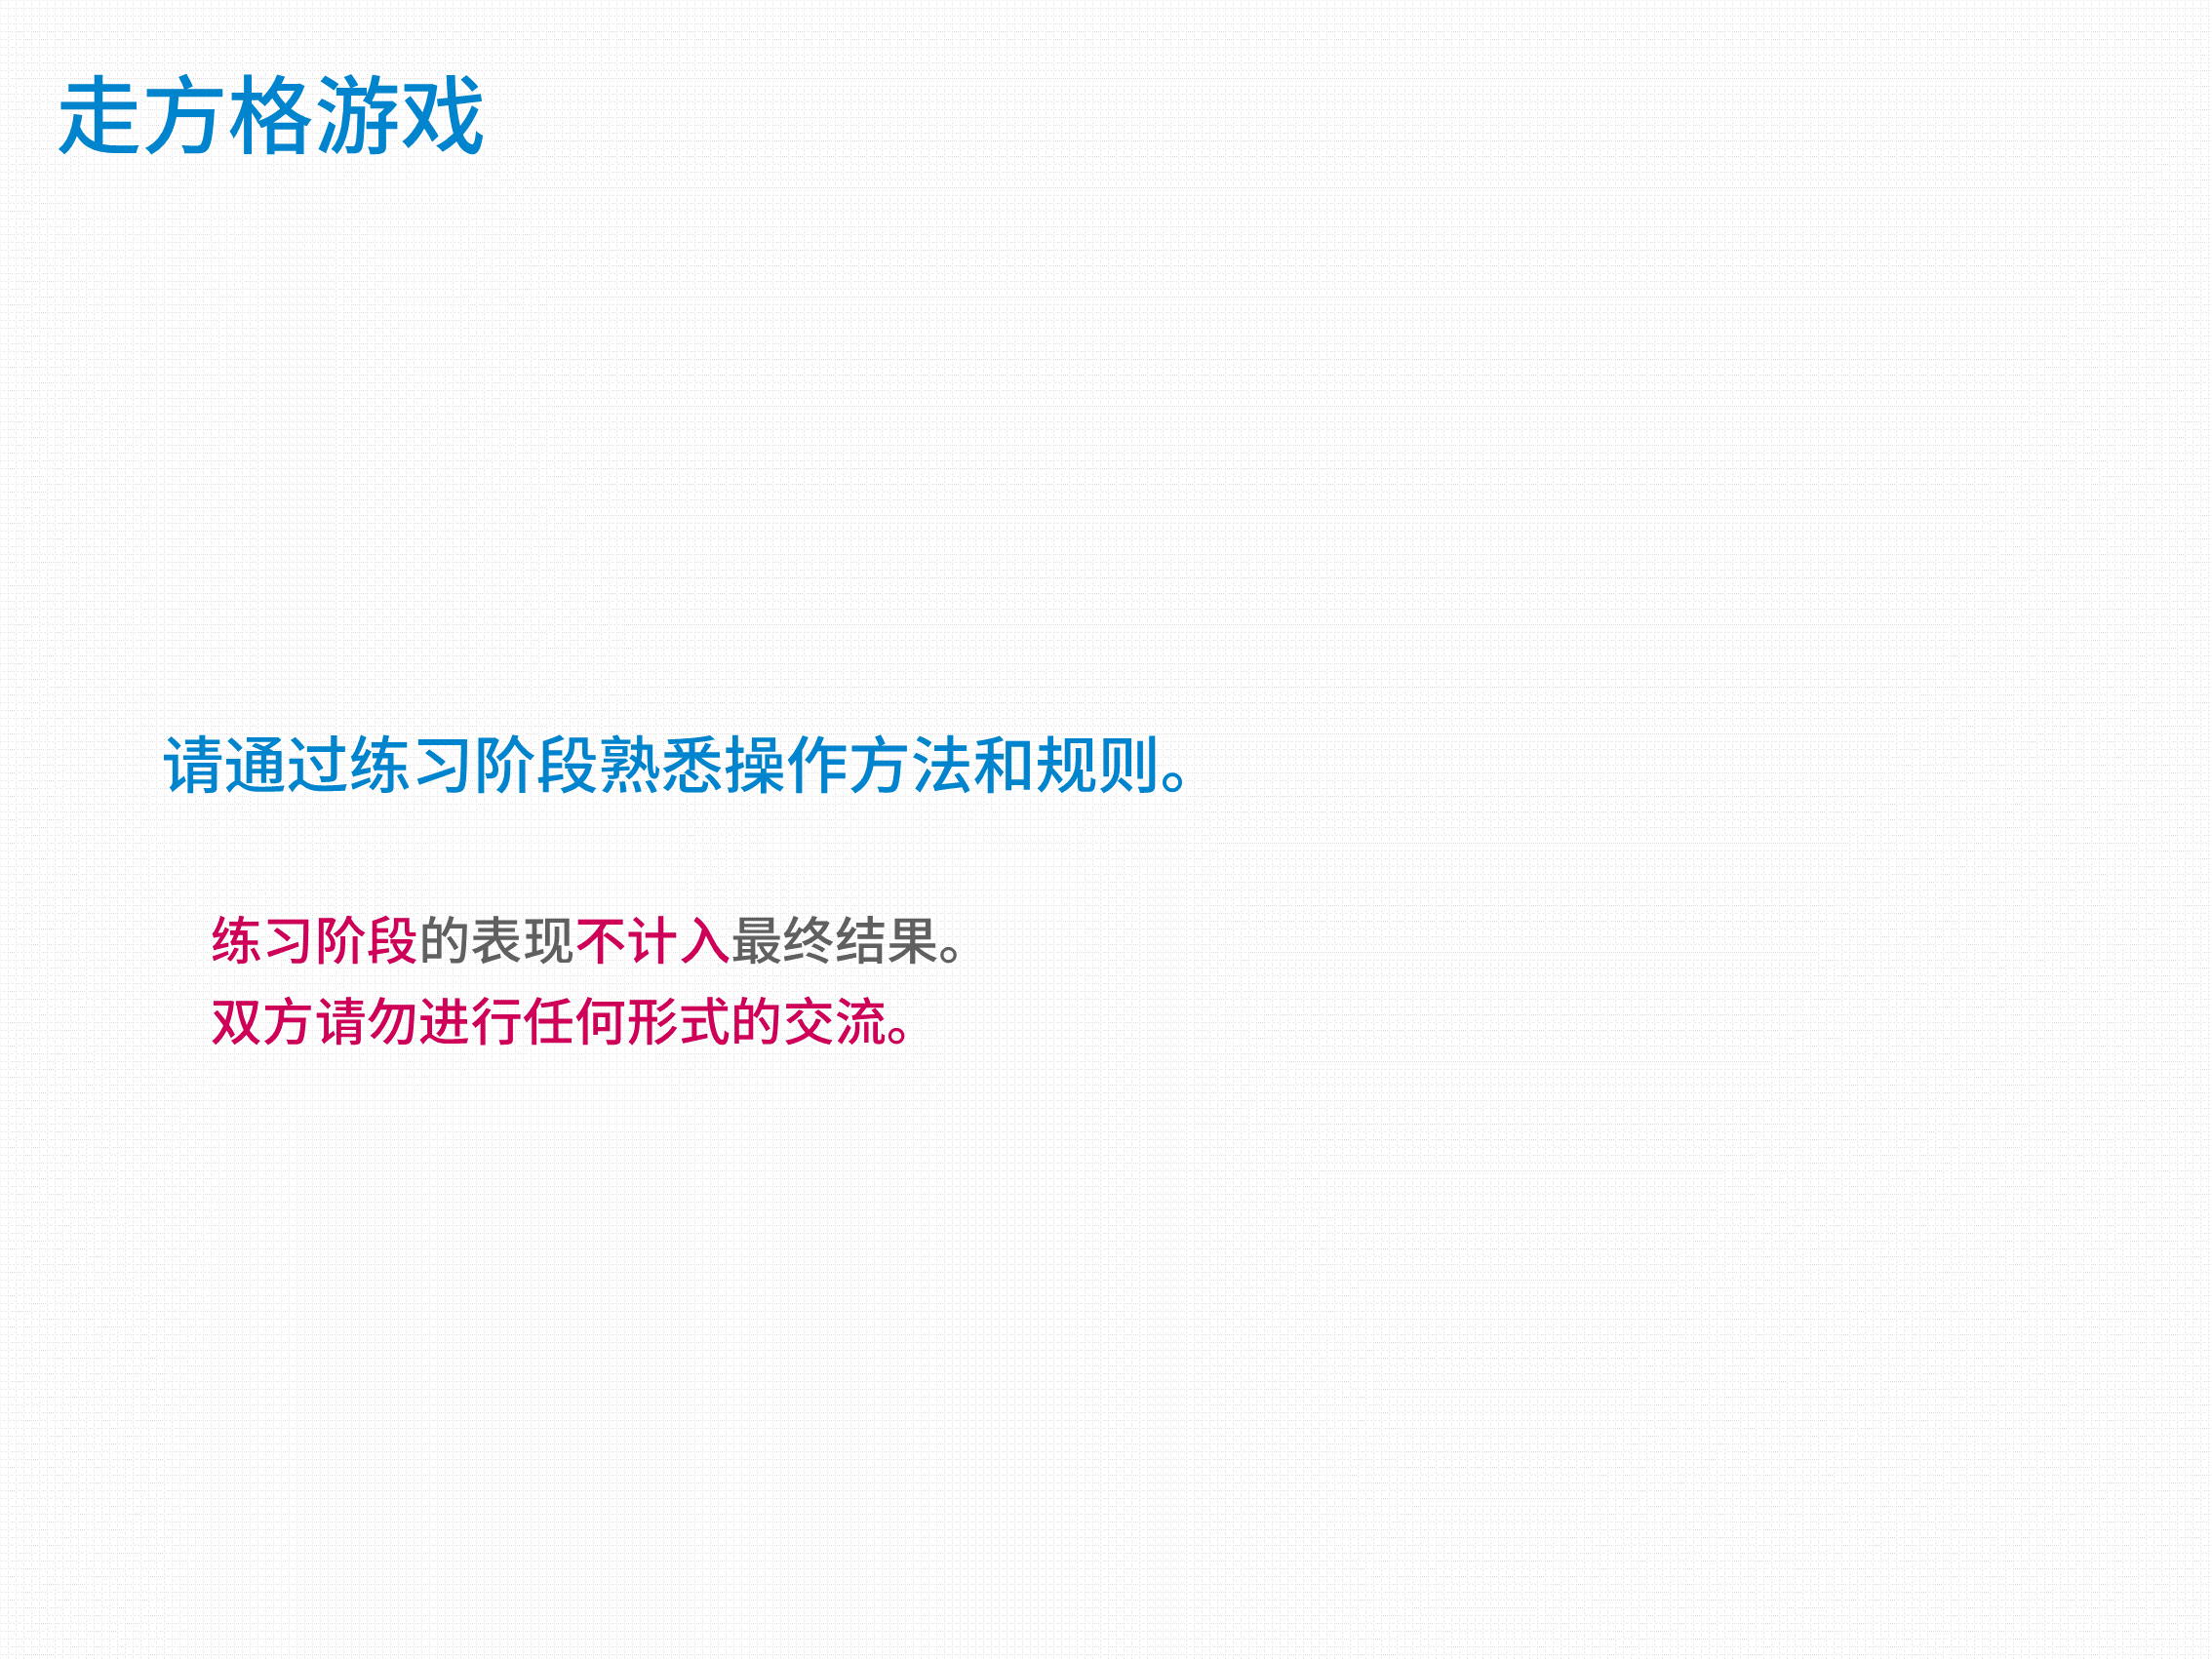 走方格游戏
请通过练习阶段熟悉操作方法和规则。
练习阶段的表现不计入最终结果。
双方请勿进行任何形式的交流。